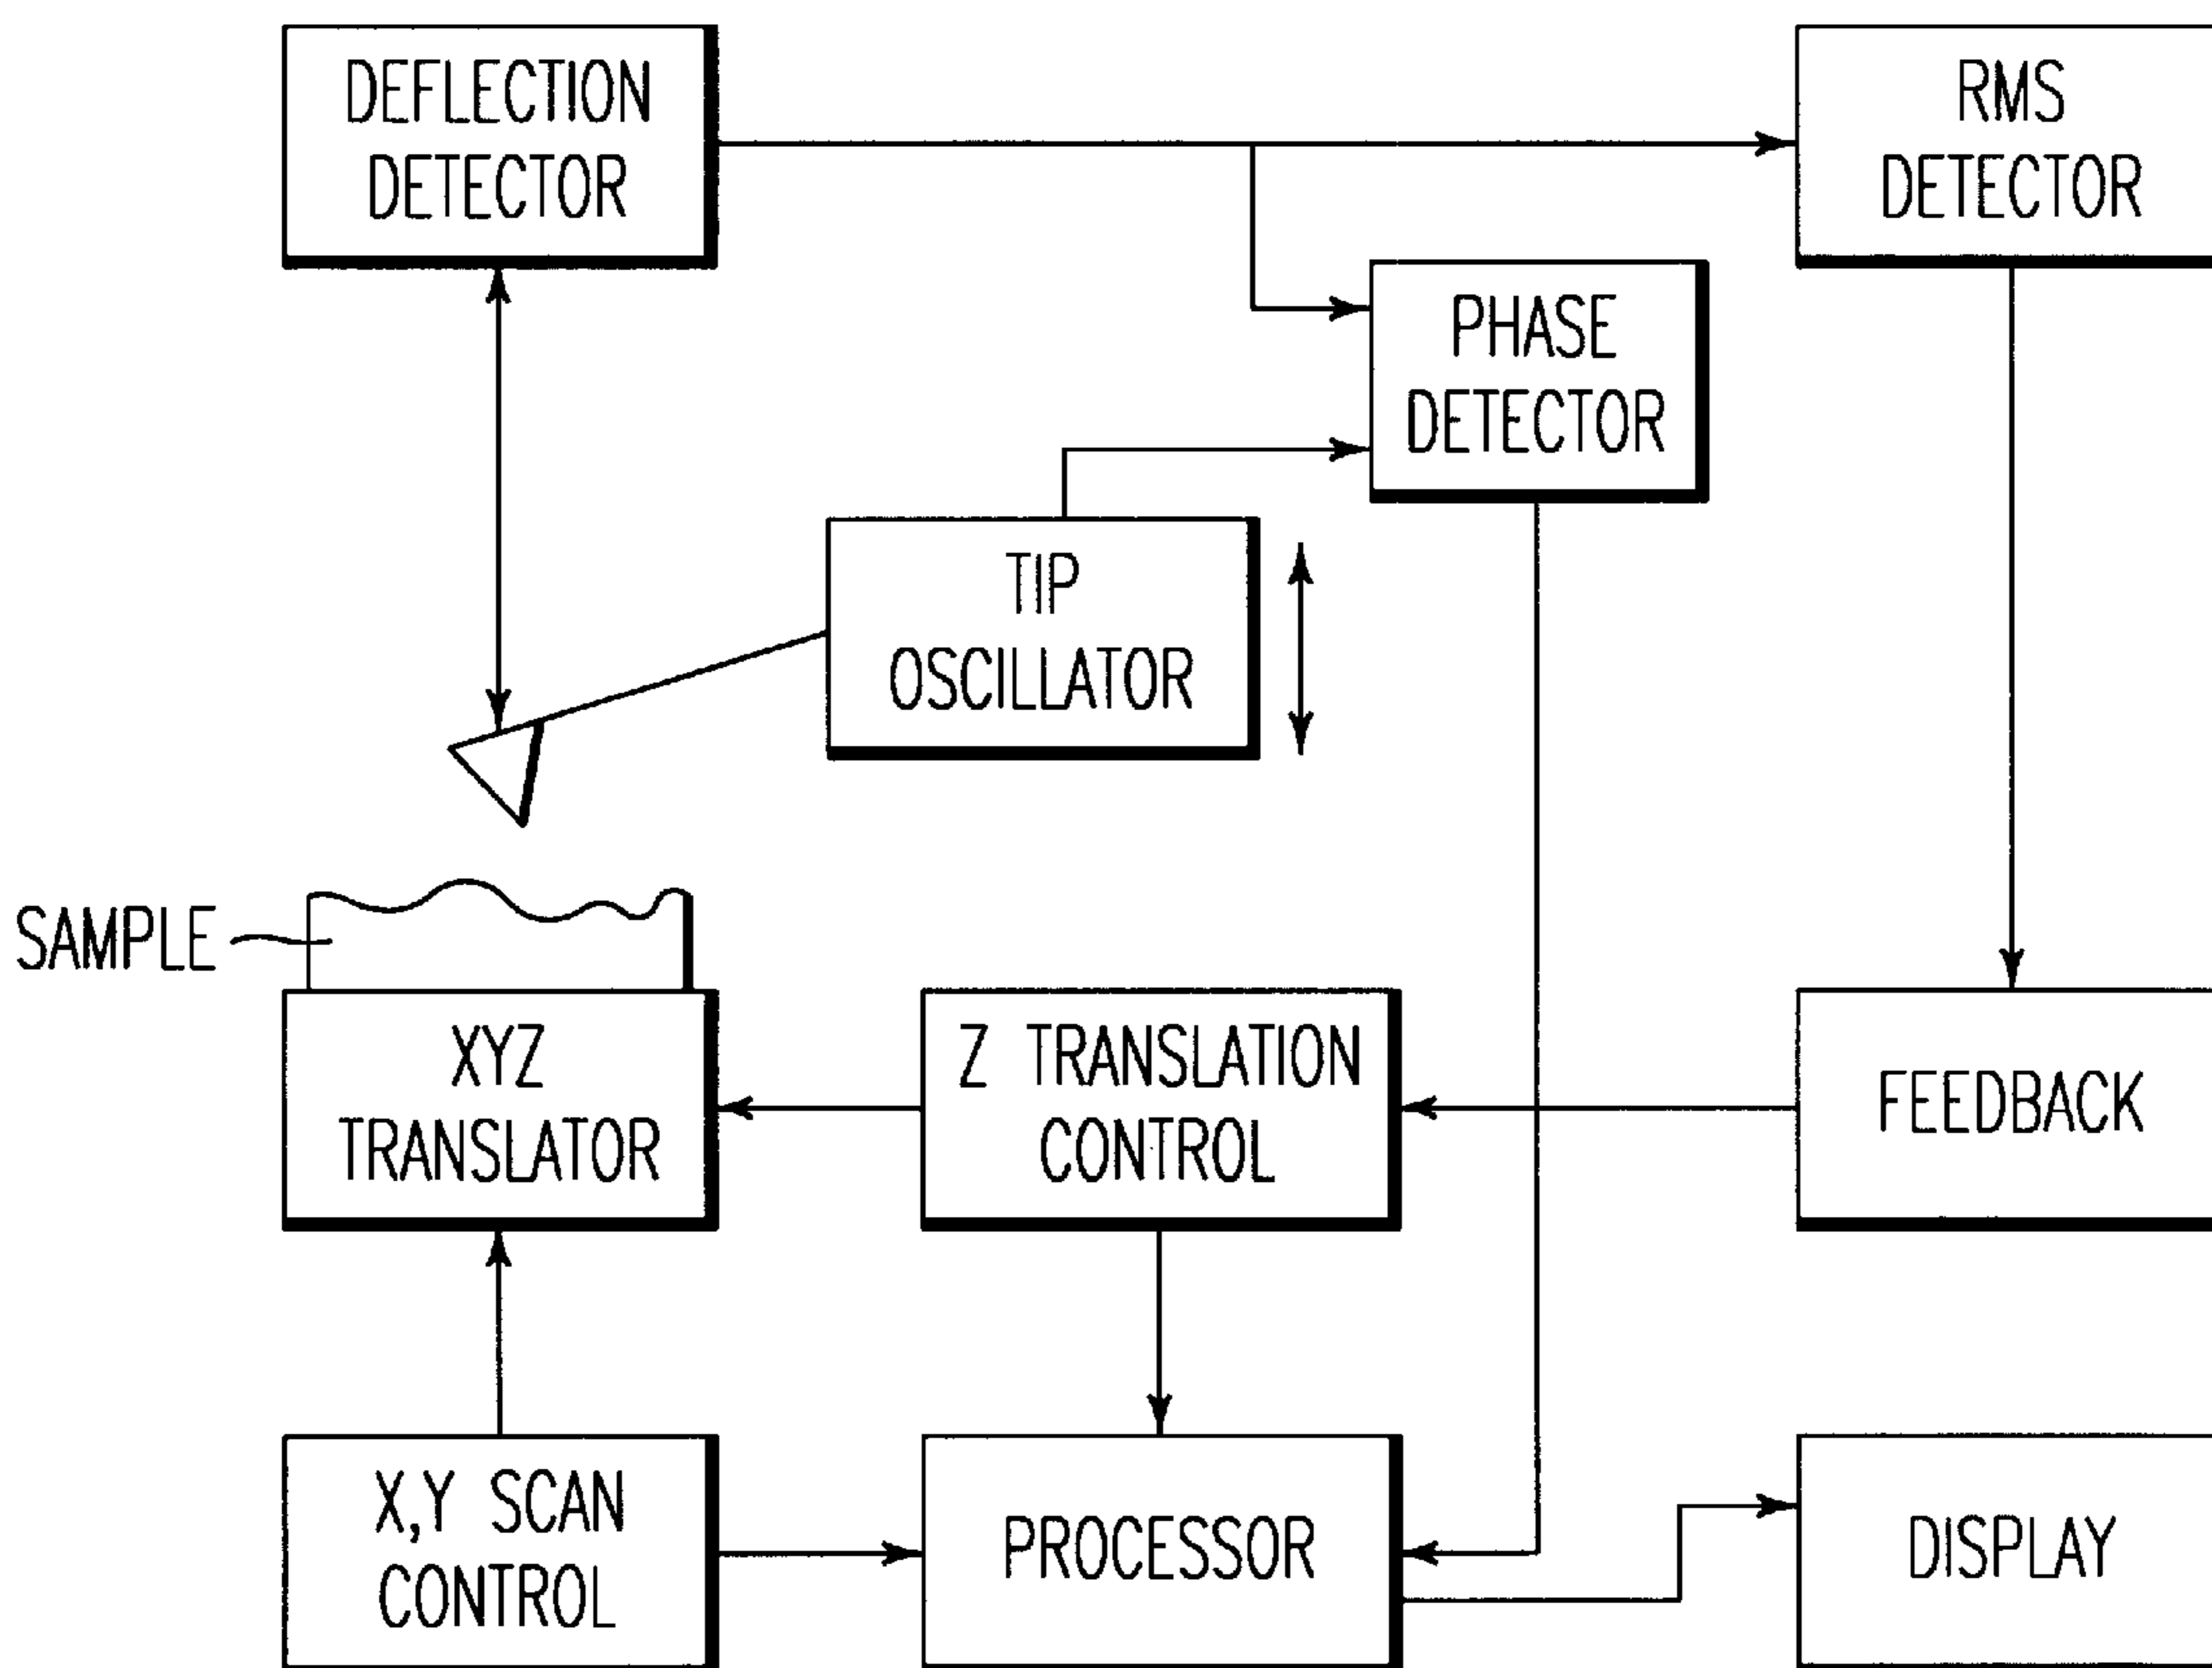 DEFLECTION
DETECTOR
RMS
DETECTOR
PHASE
DETECTOR
TIP
OSCILLATOR
SAMPLE
XYZ
TRANSLATOR
Z TRANSLATION
CONTROL
FEEDBACK
X,Y SCAN
CONTROL
PROCESSOR
DISPLAY